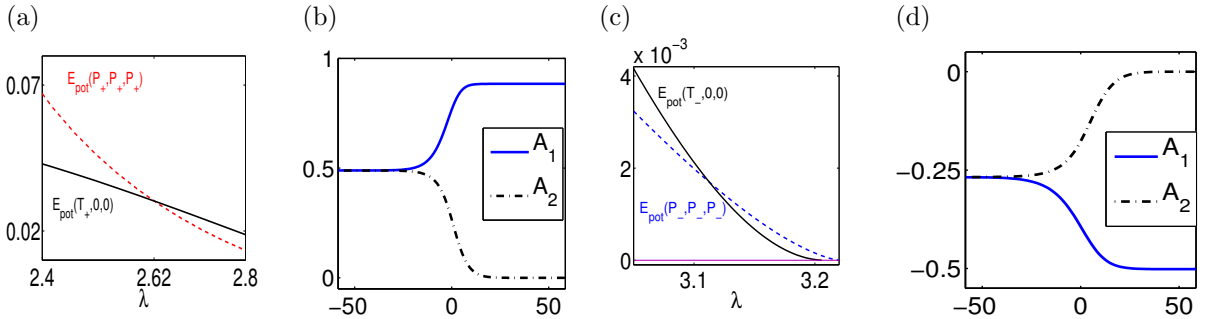 (a)
0.07
0.02
E_pot(P_+,P_+,P_+)
E_pot(T_+,0,0)
2.4 2.62 2.8
λ
(b)
1
0.5
0
A_1
A_2
−50 0 50
(c)
x 10^−3
4
2
0
E_pot(T_−,0,0)
E_pot(P_−,P_−,P_−)
3.1 3.2
λ
(d)
0
−0.25
−0.5
A_1
A_2
−50 0 50